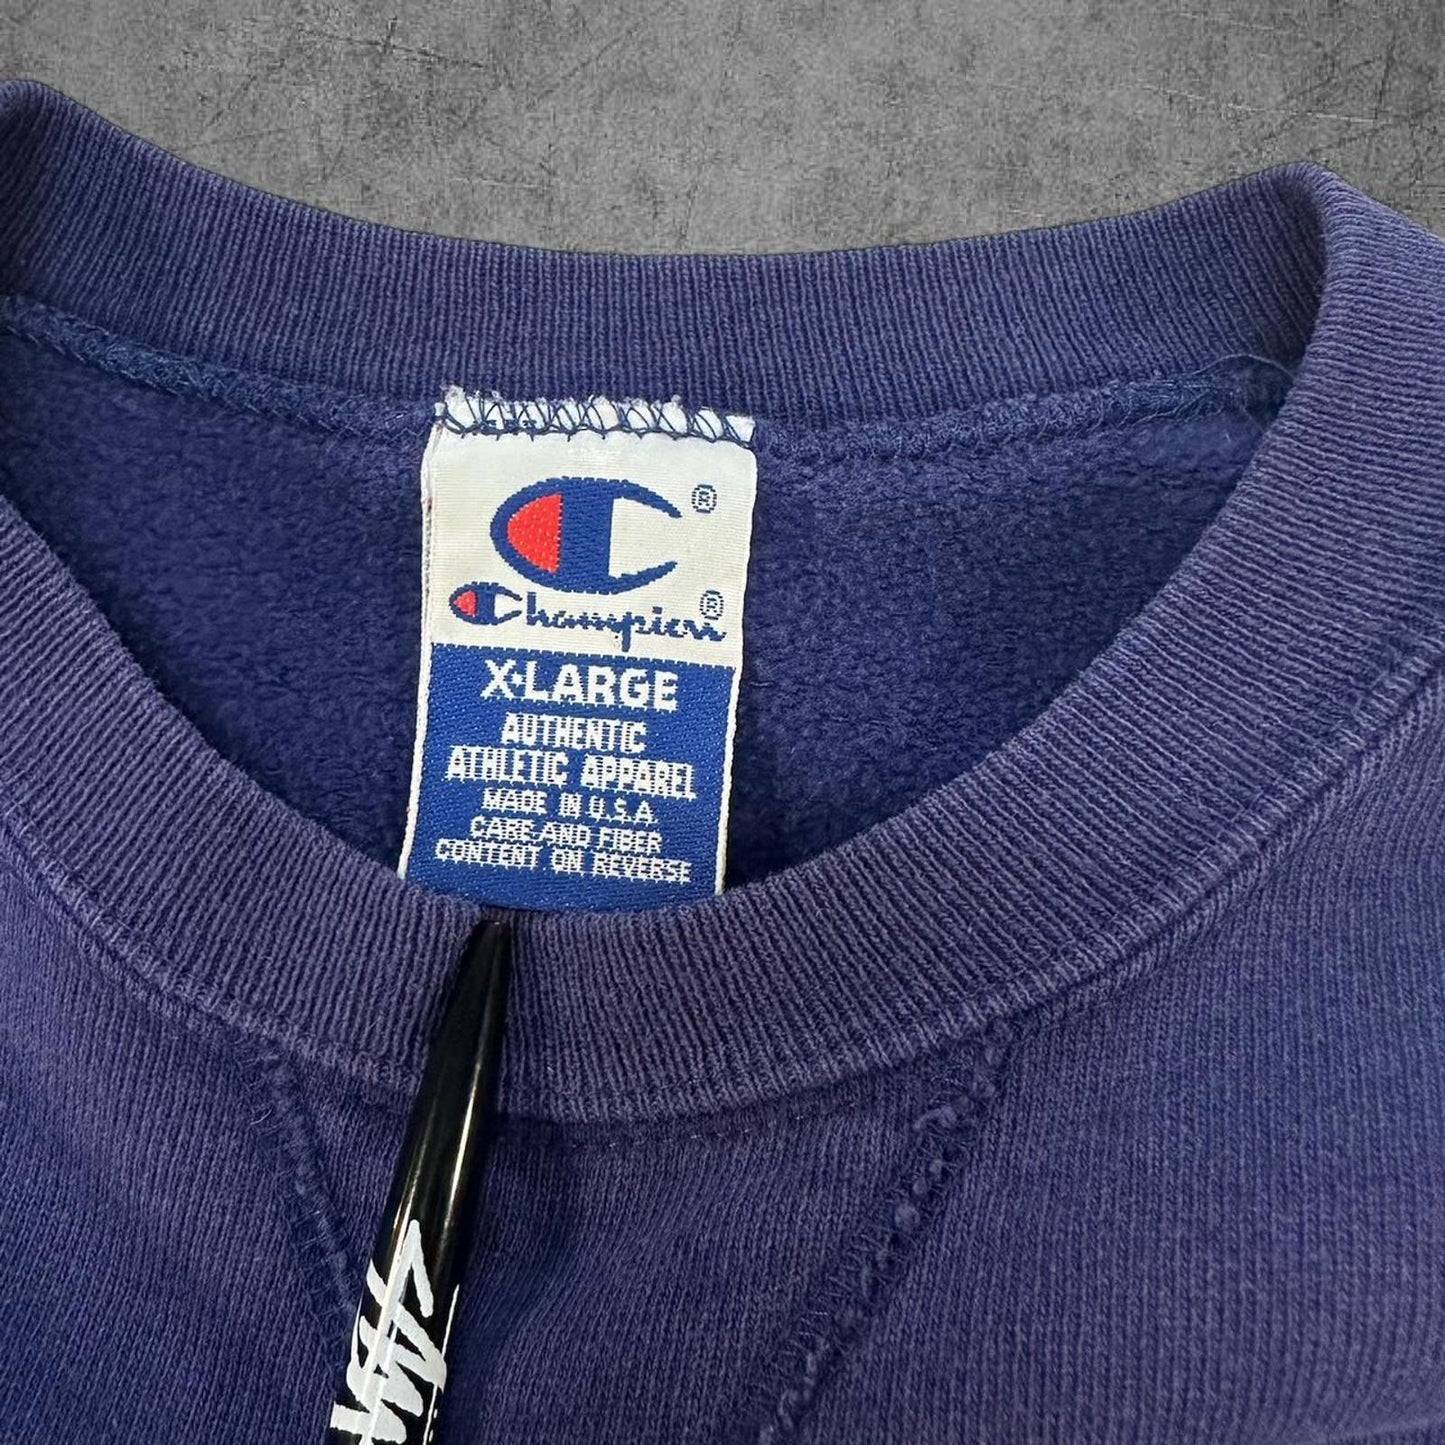 ®
Champion®
X-LARGE
AUTHENTIC
ATHLETIC APPAREL
MADE IN U.S.A.
CARE AND FIBER
CONTENT ON REVERSE